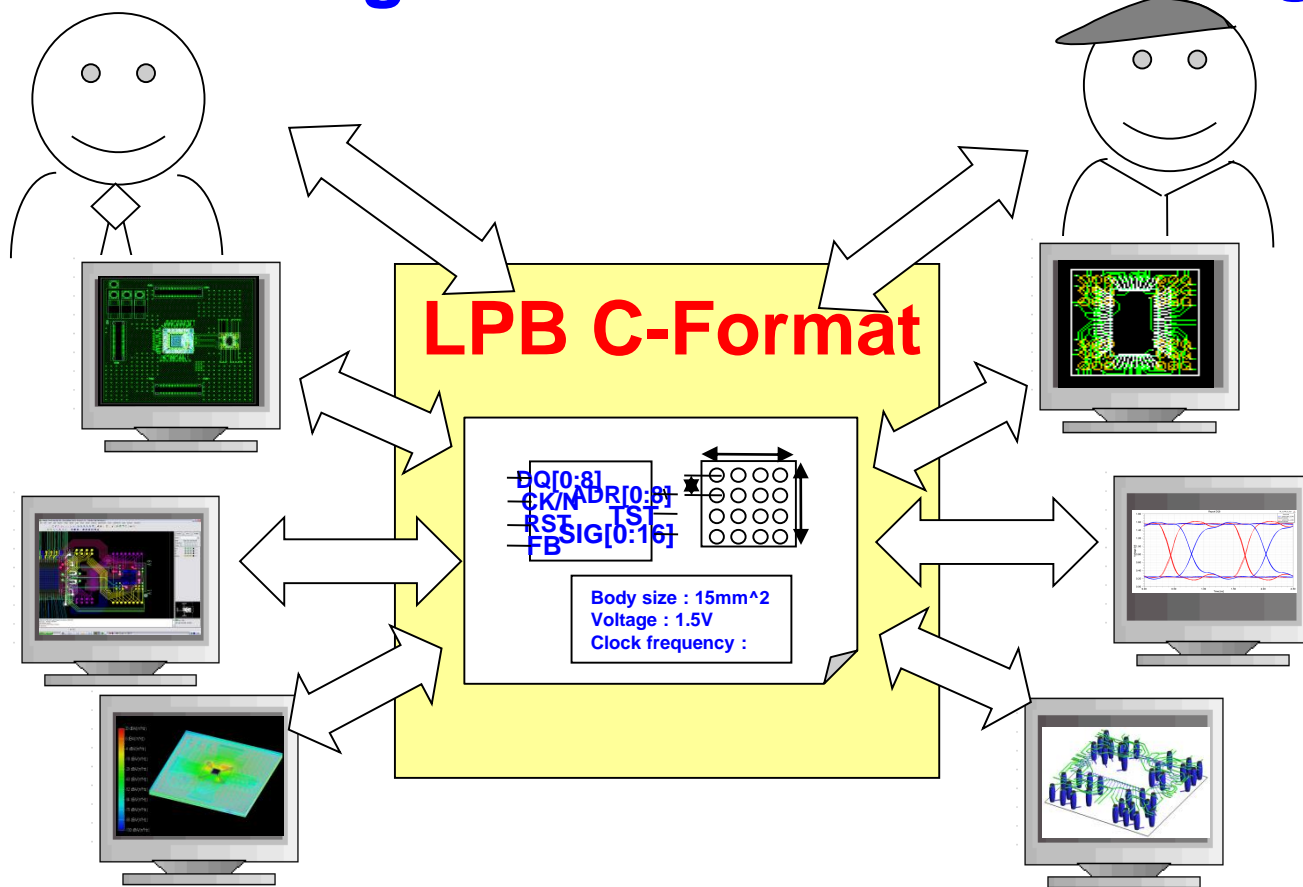 LPB C-Format
DQ[0:8]
CK/N
RST
FB
ADR[0:8]
TST
SIG[0:16]
Body size : 15mm^2
Voltage : 1.5V
Clock frequency :